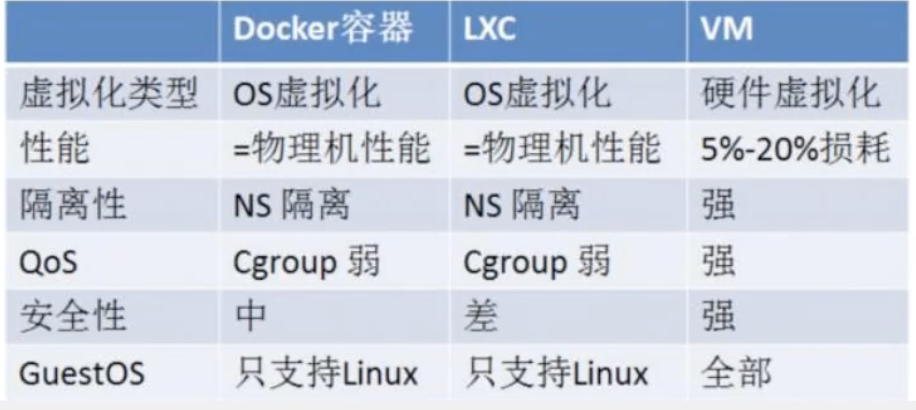 Docker容器 LXC VM
虚拟化类型 OS虚拟化 OS虚拟化 硬件虚拟化
性能 =物理机性能 =物理机性能 5%-20%损耗
隔离性 NS 隔离 NS 隔离 强
QoS Cgroup 弱 Cgroup 弱 强
安全性 中 差 强
GuestOS 只支持Linux 只支持Linux 全部